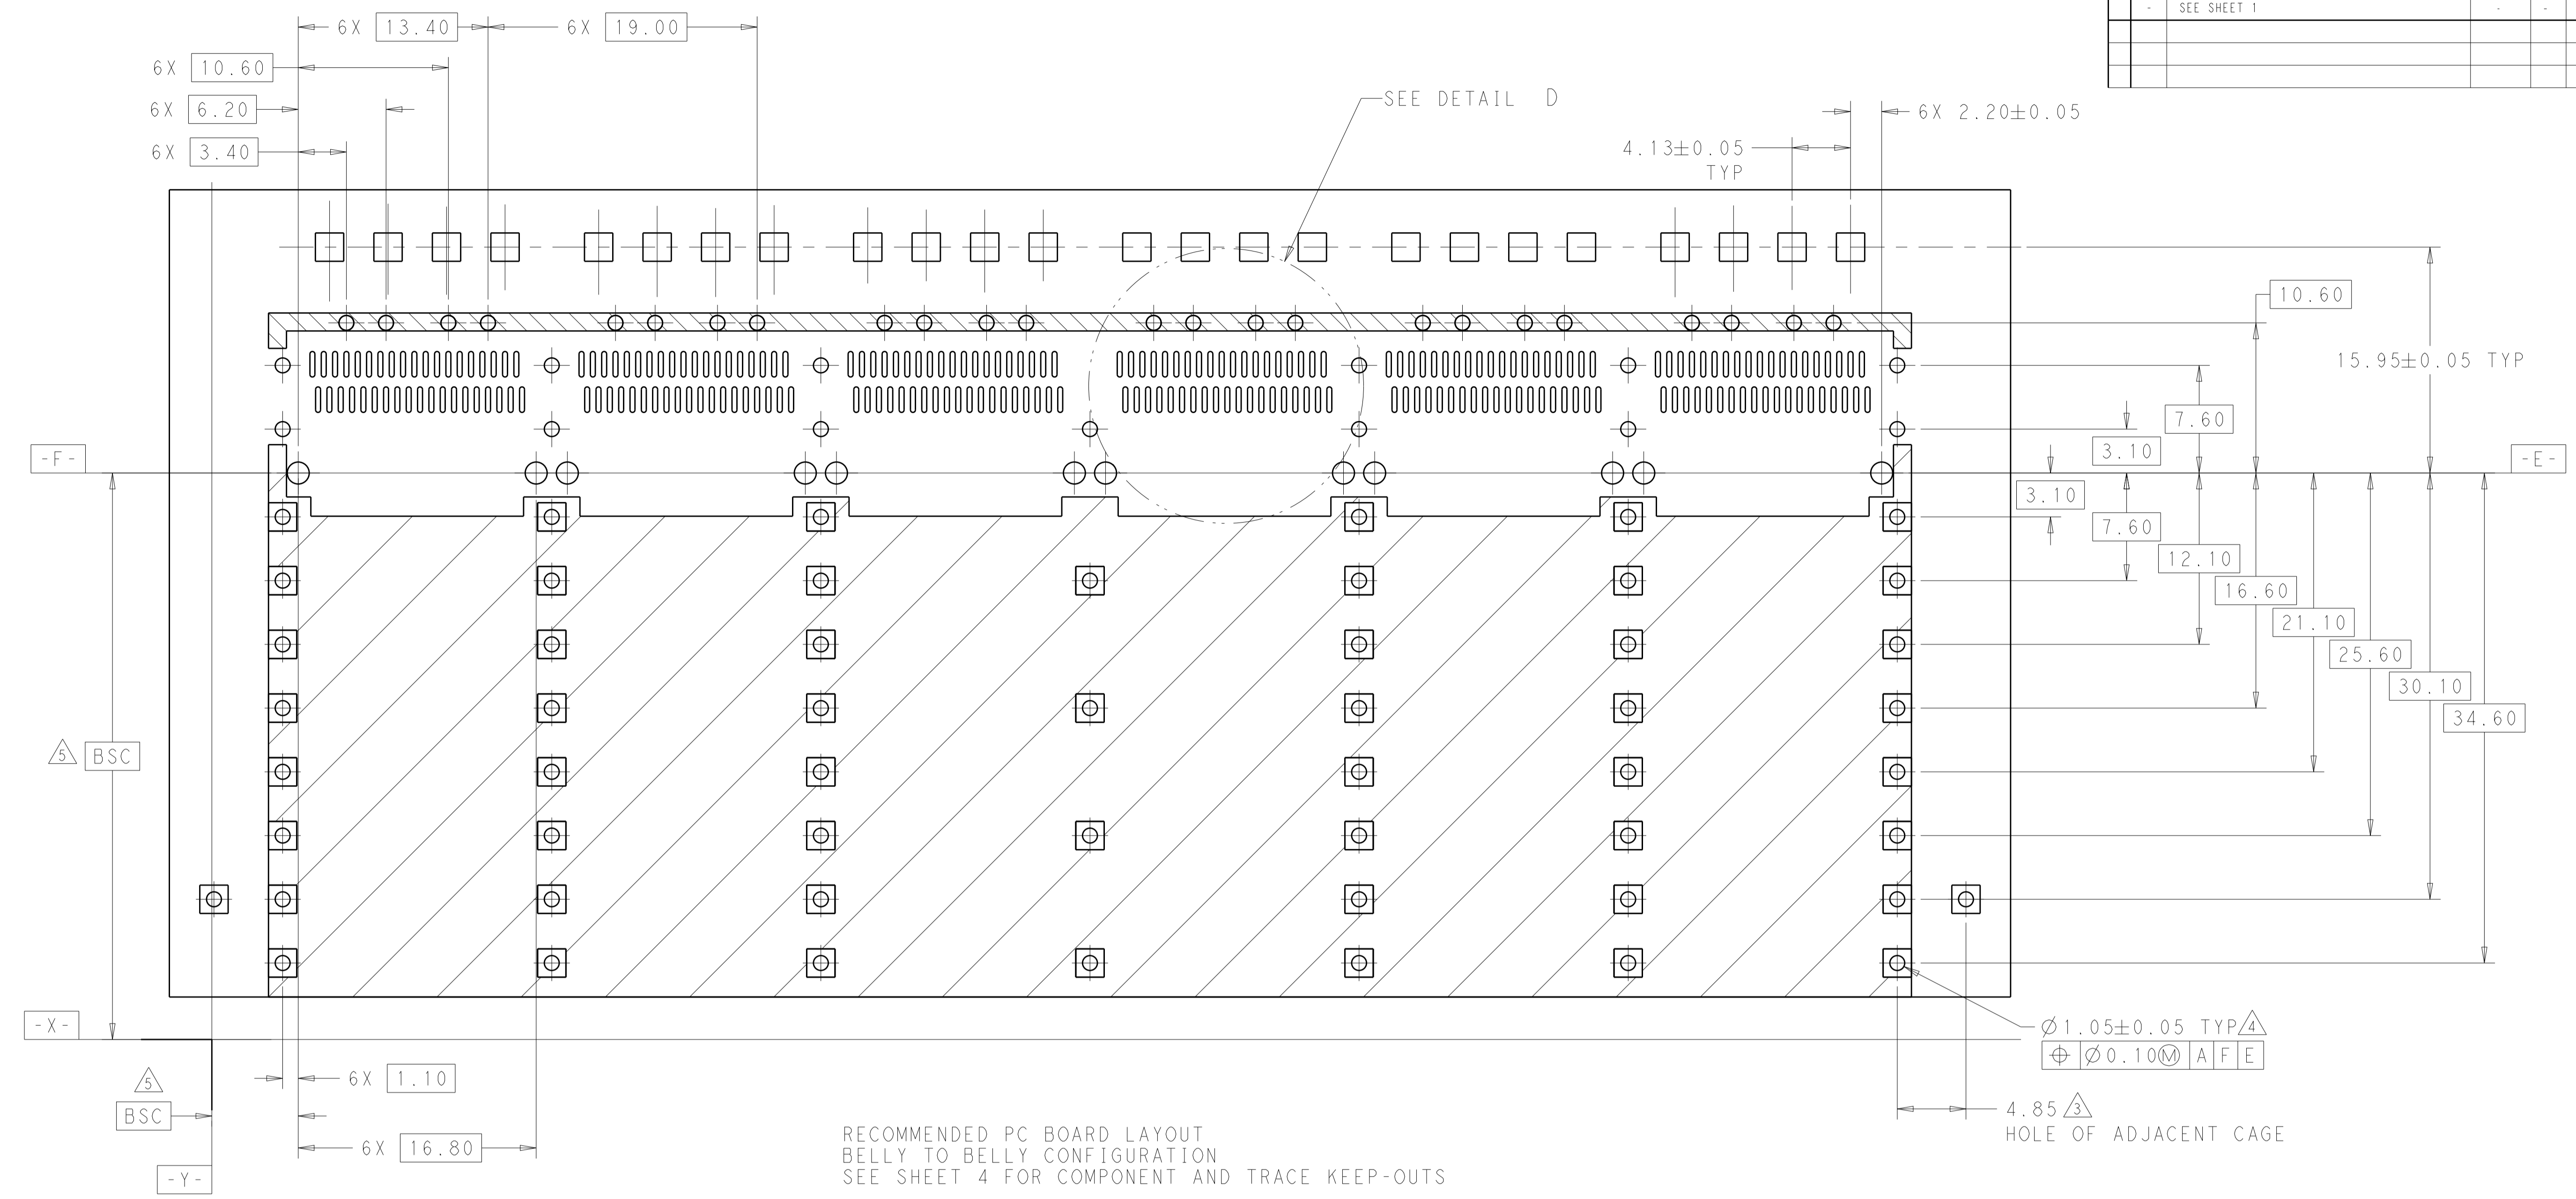 - SEE SHEET 1 - -
6X 13.40 6X 19.00
6X 10.60
6X 6.20
6X 3.40
SEE DETAIL D
6X 2.20±0.05
4.13±0.05
TYP
10.60
15.95±0.05 TYP
7.60
3.10
-F-
-E-
3.10
7.60
12.10
16.60
21.10
25.60
30.10
34.60
5 BSC
-X-
Ø1.05±0.05 TYP 4
⌖ Ø0.10Ⓜ A F E
5
BSC
6X 1.10
4.85 3
HOLE OF ADJACENT CAGE
6X 16.80
-Y-
RECOMMENDED PC BOARD LAYOUT
BELLY TO BELLY CONFIGURATION
SEE SHEET 4 FOR COMPONENT AND TRACE KEEP-OUTS